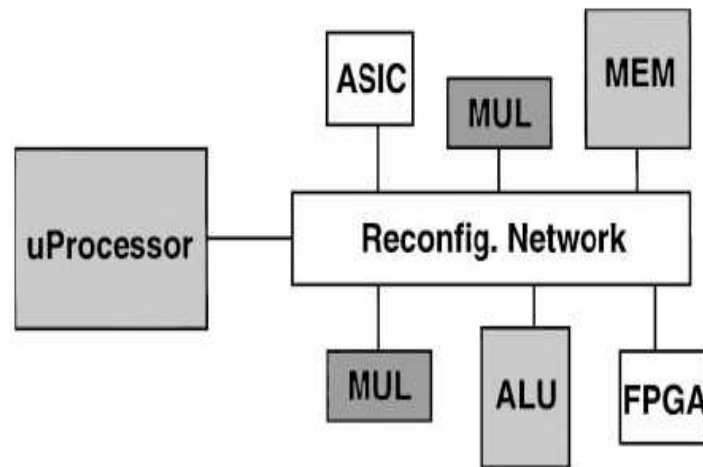 ASIC
MUL
MEM
uProcessor
Reconfig. Network
MUL
ALU
FPGA